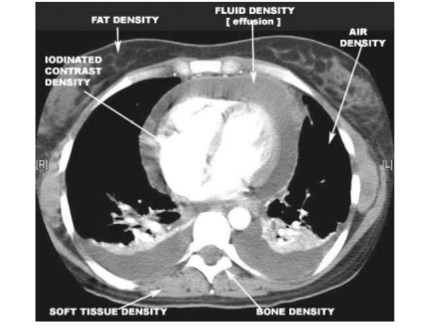 FLUID DENSITY
[ effusion ]
FAT DENSITY
AIR
DENSITY
IODINATED
CONTRAST
DENSITY
[R]
[L]
SOFT TISSUE DENSITY
BONE DENSITY